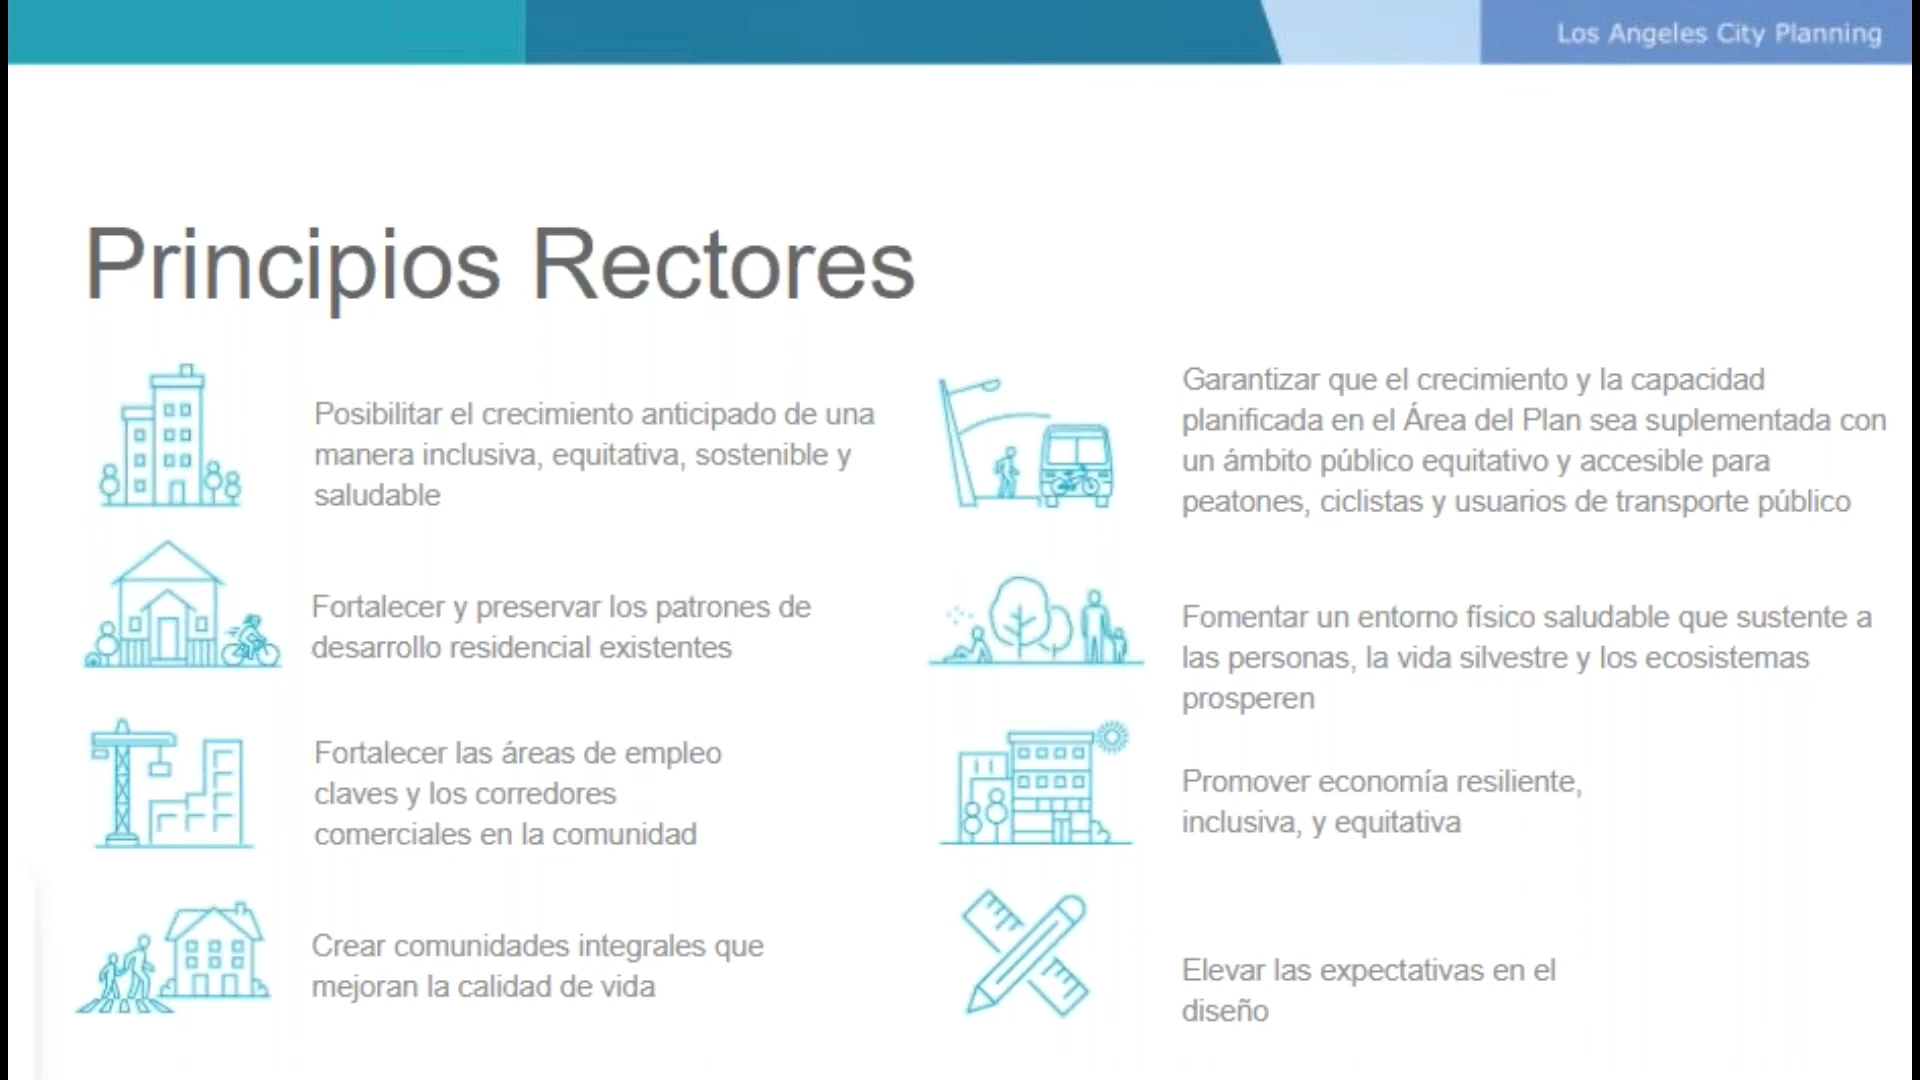 Los Angeles City Planning
Principios Rectores
Posibilitar el crecimiento anticipado de una
manera inclusiva, equitativa, sostenible y
saludable
Fortalecer y preservar los patrones de
desarrollo residencial existentes
Fortalecer las áreas de empleo
claves y los corredores
comerciales en la comunidad
Crear comunidades integrales que
mejoran la calidad de vida
Garantizar que el crecimiento y la capacidad
planificada en el Área del Plan sea suplementada con
un ámbito público equitativo y accesible para
peatones, ciclistas y usuarios de transporte público
Fomentar un entorno físico saludable que sustente a
las personas, la vida silvestre y los ecosistemas
prosperen
Promover economía resiliente,
inclusiva, y equitativa
Elevar las expectativas en el
diseño